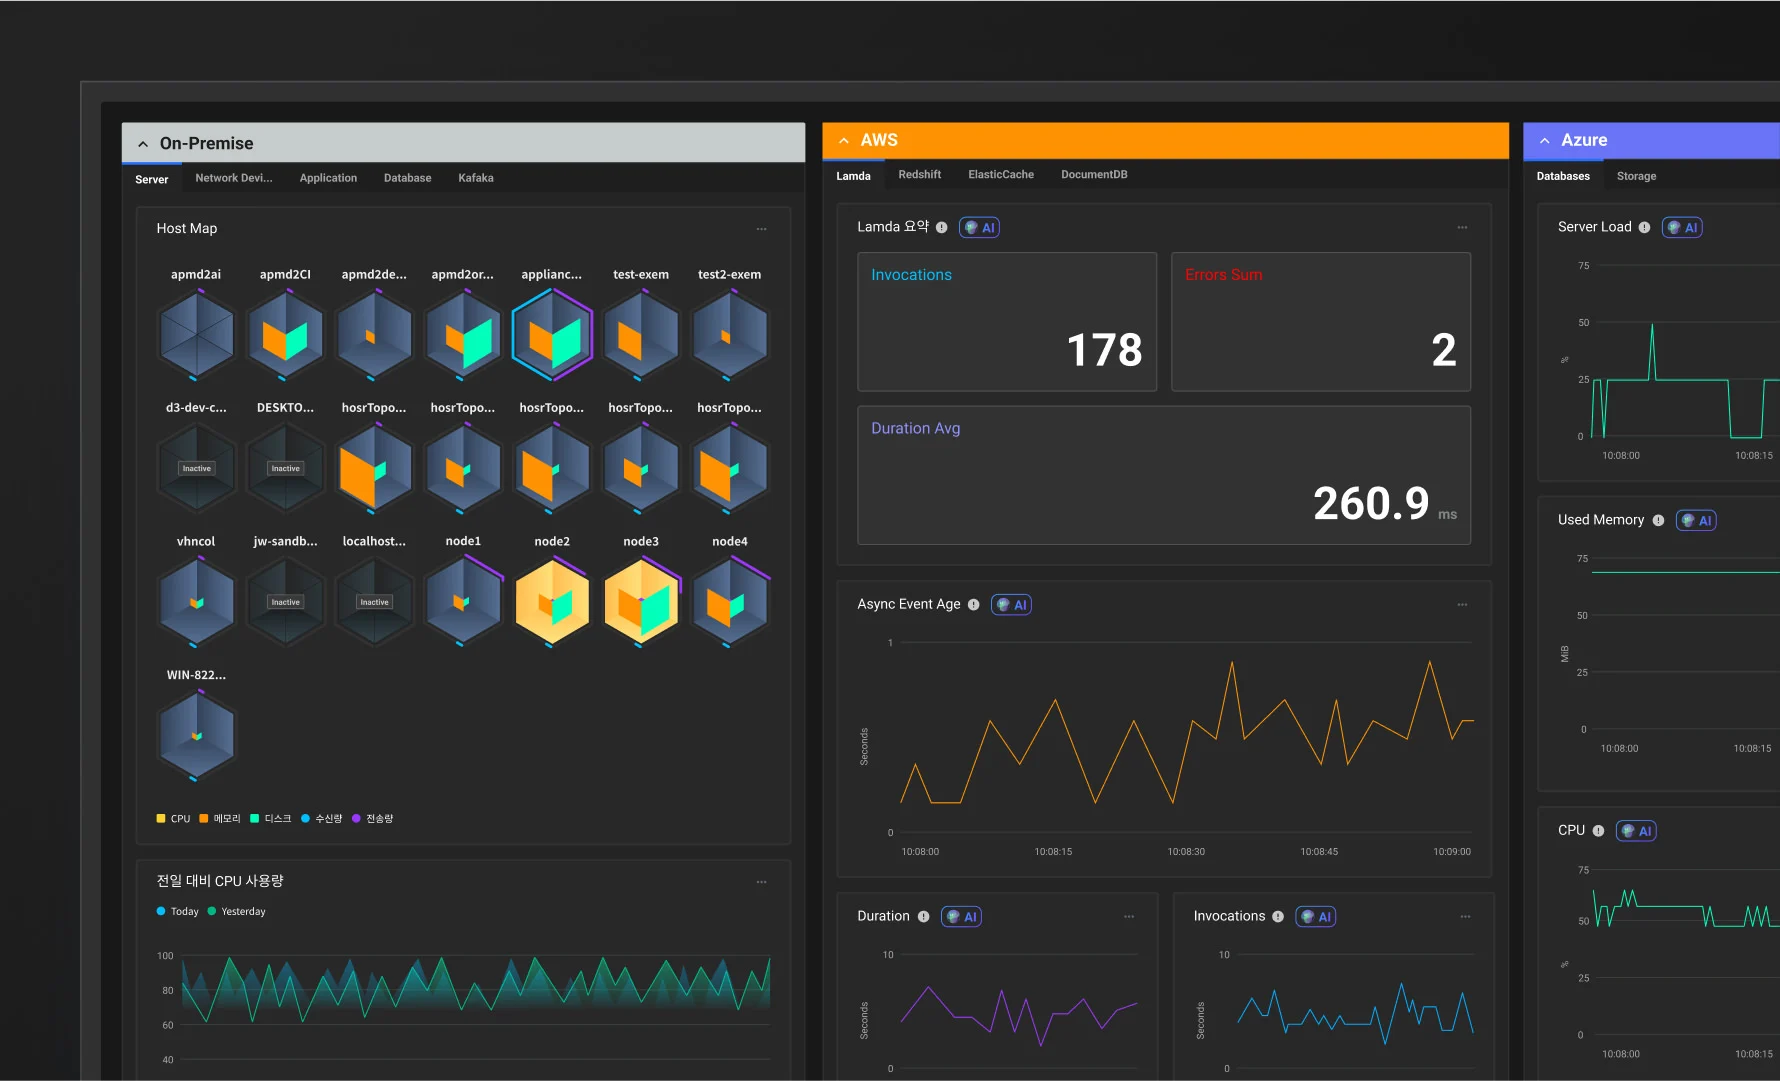 On-Premise
Server Network Devi... Application Database Kafaka
Host Map
apmd2ai apmd2CI apmd2de... apmd2or... applianc... test-exem test2-exem
d3-dev-c... DESKTO... hosrTopo... hosrTopo... hosrTopo... hosrTopo... hosrTopo...
Inactive Inactive
vhncol jw-sandb... localhost... node1 node2 node3 node4
Inactive Inactive
WIN-822...
CPU 메모리 디스크 수신량 전송량
전일 대비 CPU 사용량
Today Yesterday
100
80
60
40
AWS
Lamda Redshift ElasticCache DocumentDB
Lamda 요약 AI
Invocations
178
Errors Sum
2
Duration Avg
260.9 ms
Async Event Age AI
1
Seconds
0
10:08:00 10:08:15 10:08:30 10:08:45 10:09:00
Duration AI
10
Seconds
0
Invocations AI
10
Seconds
0
Azure
Databases Storage
Server Load AI
75
50
%
25
0
10:08:00 10:08:15
Used Memory AI
75
50
MiB
25
0
10:08:00 10:08:15
CPU AI
75
50
%
25
0
10:08:00 10:08:15